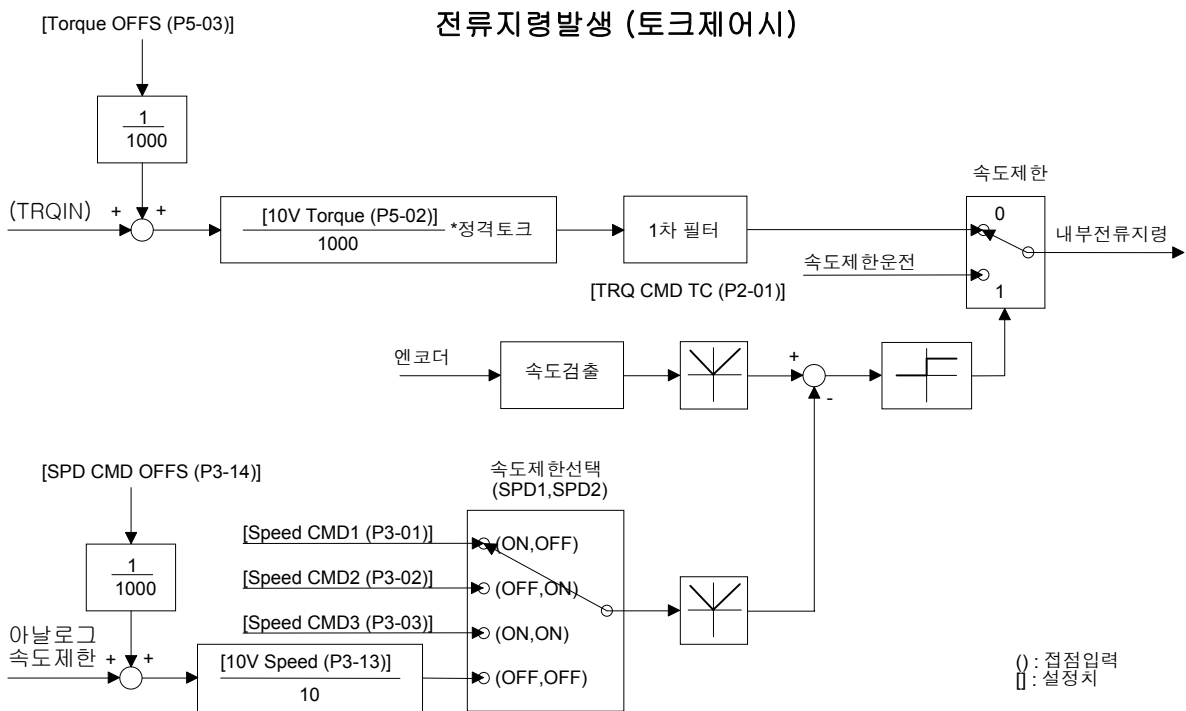 전류지령발생 (토크제어시)
[Torque OFFS (P5-03)]
1
1000
(TRQIN)
+
+
[10V Torque (P5-02)]
1000
*정격토크
1차 필터
[TRQ CMD TC (P2-01)]
속도제한
0
1
속도제한운전
내부전류지령
엔코더
속도검출
+
-
[SPD CMD OFFS (P3-14)]
1
1000
아날로그
속도제한
+
+
[10V Speed (P3-13)]
10
속도제한선택
(SPD1,SPD2)
[Speed CMD1 (P3-01)]
(ON,OFF)
[Speed CMD2 (P3-02)]
(OFF,ON)
[Speed CMD3 (P3-03)]
(ON,ON)
(OFF,OFF)
() : 접점입력
[] : 설정치